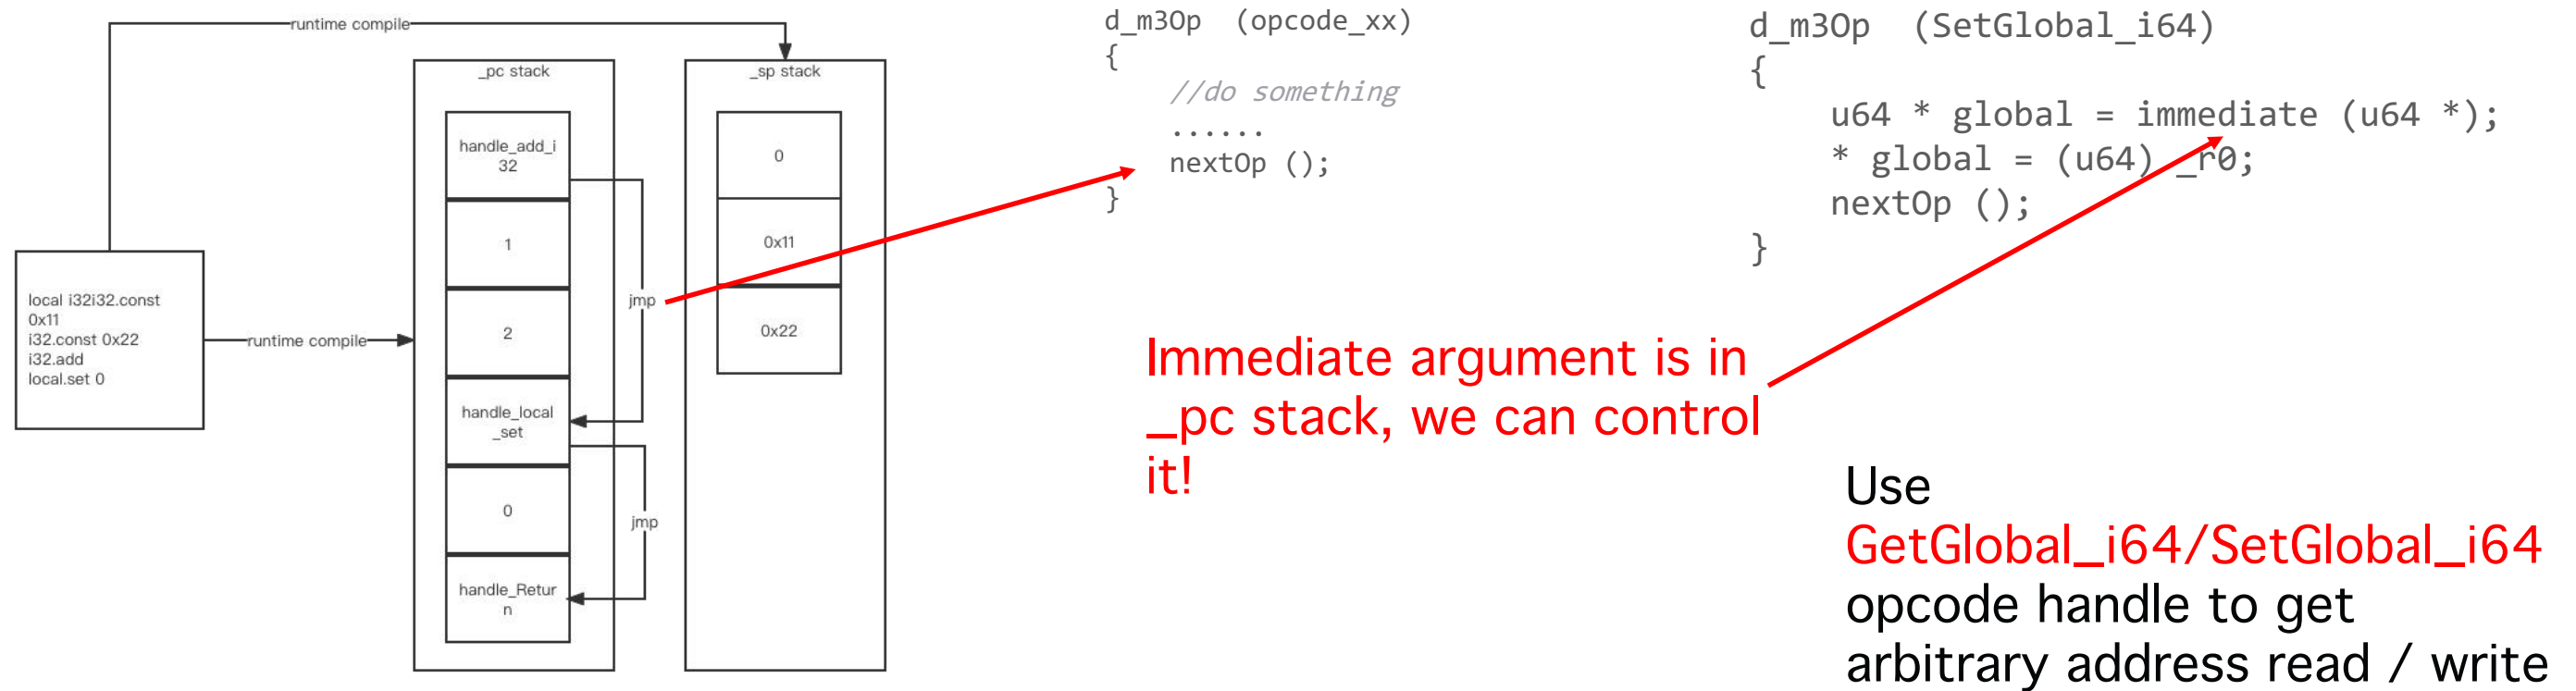 runtime compile
_pc stack
_sp stack
handle_add_i
32
1
2
handle_local
_set
0
handle_Retur
n
0
0x11
0x22
jmp
jmp
local i32i32.const
0x11
i32.const 0x22
i32.add
local.set 0
runtime compile
d_m3Op  (opcode_xx)
{
    //do something
    ......
    nextOp ();
}
Immediate argument is in
_pc stack, we can control
it!
d_m3Op  (SetGlobal_i64)
{
    u64 * global = immediate (u64 *);
    * global = (u64) _r0;
    nextOp ();
}
Use
GetGlobal_i64/SetGlobal_i64
opcode handle to get
arbitrary address read / write